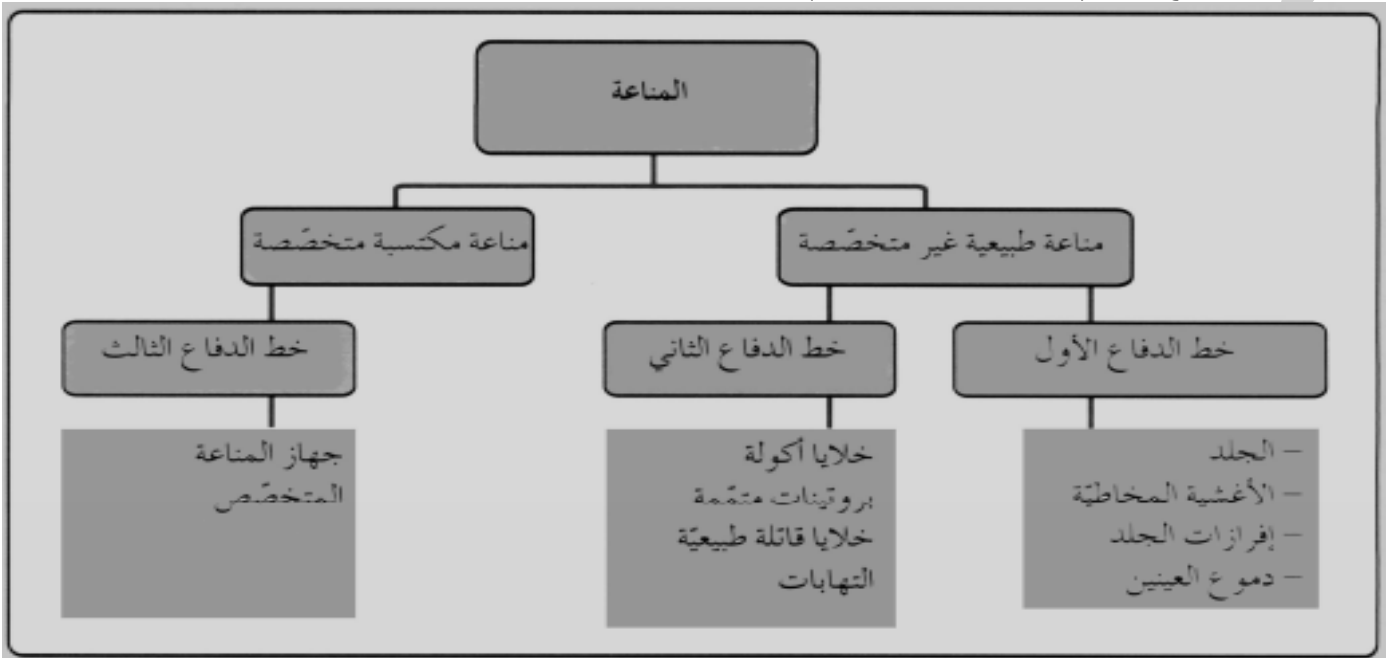 المناعة
مناعة طبيعية غير متخصّصة
مناعة مكتسبة متخصّصة
خط الدفاع الأول
خط الدفاع الثاني
خط الدفاع الثالث
– الجلد
– الأغشية المخاطيّة
– إفرازات الجلد
– دموع العينين
خلايا أكولة
بروتينات متمّمة
خلايا قاتلة طبيعيّة
التهابات
جهاز المناعة
المتخصّص